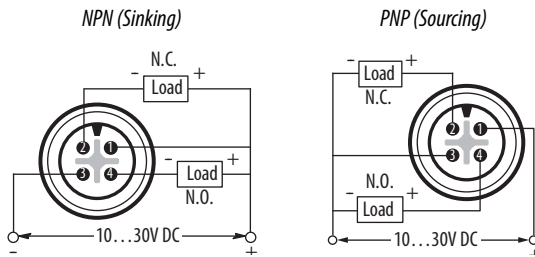 NPN (Sinking)
N.C.
- Load +
2 1
3 4
- Load +
N.O.
10…30V DC
- +
PNP (Sourcing)
- Load +
N.C.
2 1
3 4
N.O.
- Load +
10…30V DC
- +